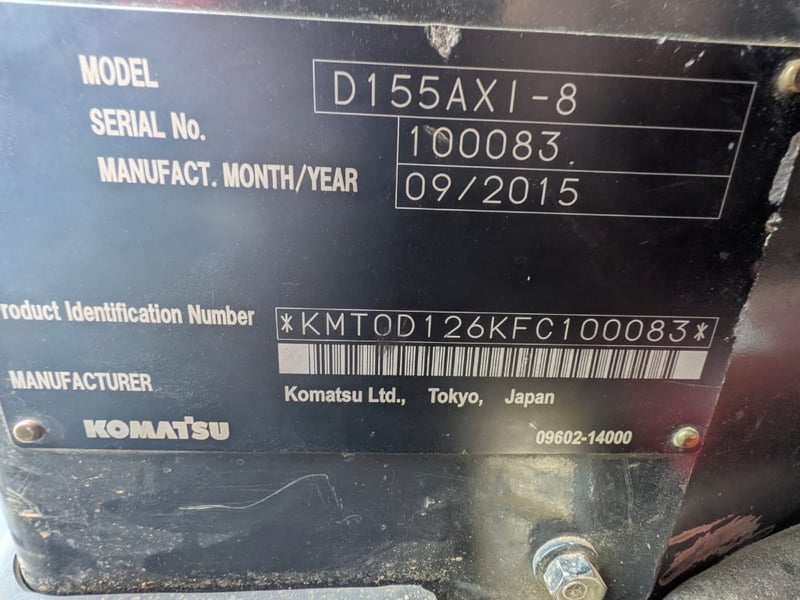 MODEL D155AXI-8
SERIAL No. 100083
MANUFACT. MONTH/YEAR 09/2015
roduct Identification Number *KMT0D126KFC100083*
MANUFACTURER Komatsu Ltd., Tokyo, Japan
KOMATSU 09602-14000